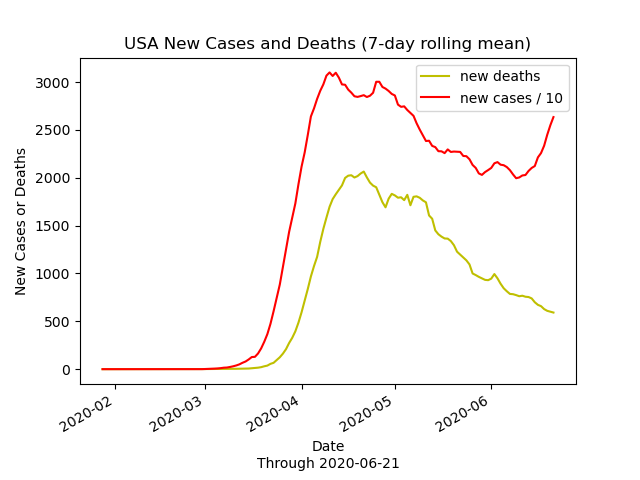 USA New Cases and Deaths (7-day rolling mean)
new deaths
new cases / 10
New Cases or Deaths
3000
2500
2000
1500
1000
500
0
2020-02
2020-03
2020-04
2020-05
2020-06
Date
Through 2020-06-21